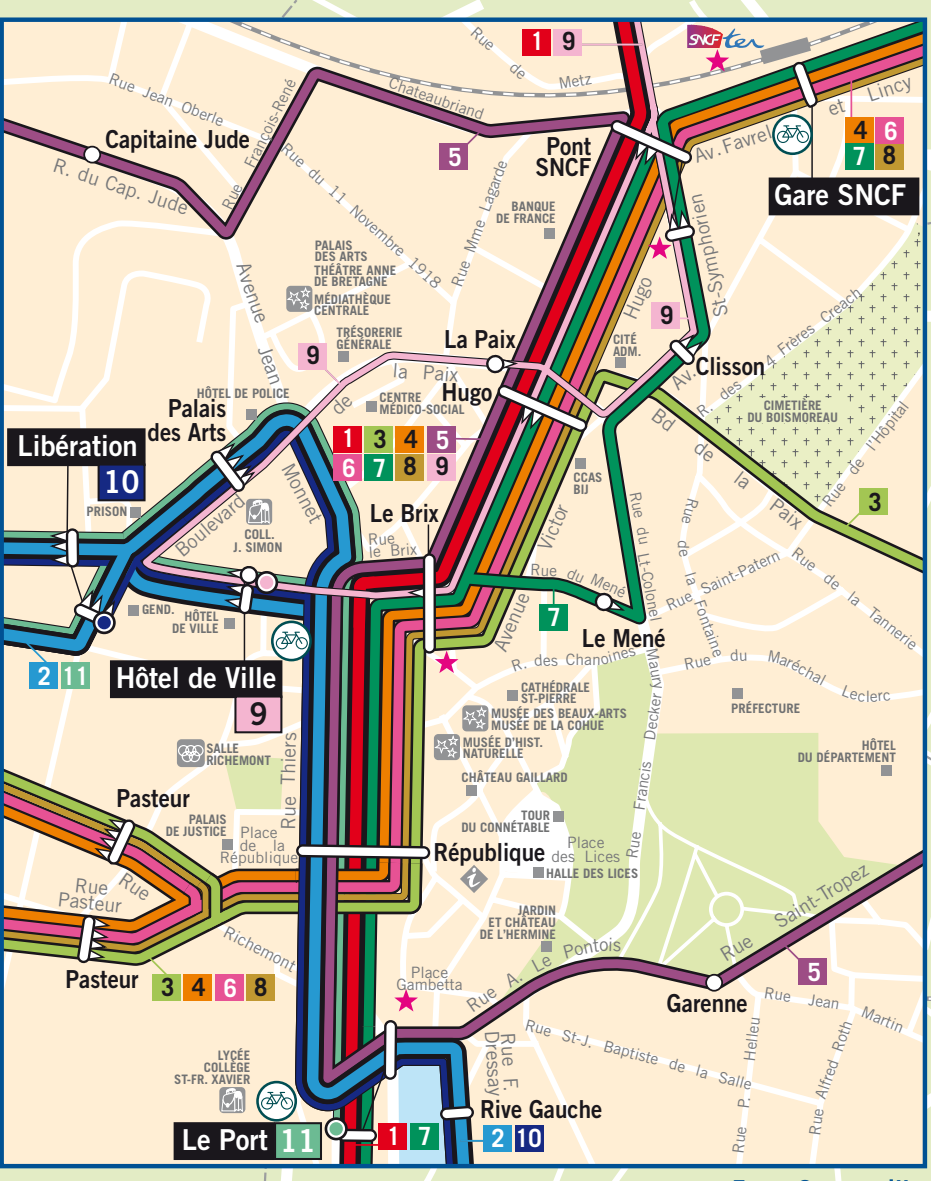 Rue
de
Metz
1 9
SNCF ter
Rue Jean Oberle
Rue François-René
Chateaubriand
5
Capitaine Jude
R. du Cap. Jude
Pont
SNCF
Av. Favrel
et Lincy
4 6
7 8
Gare SNCF
Rue du 11 Novembre 1918
Rue Mme Lagarde
BANQUE
DE FRANCE
St-Symphorien
PALAIS
DES ARTS
THÉÂTRE ANNE
DE BRETAGNE
MÉDIATHÈQUE
CENTRALE
Avenue
Jean
Monnet
Hugo
9
TRÉSORERIE
GÉNÉRALE
9
La Paix
la Paix
de
CITÉ
ADM.
Clisson
Av.
R. des 4 Frères Creach
HÔTEL DE POLICE
Hugo
CENTRE
MÉDICO-SOCIAL
CIMETIÈRE
DU BOISMOREAU
Palais
des Arts
Libération
10
1 3 4 5
6 7 8 9
Bd de la Paix
Rue de l'Hôpital
PRISON
CCAS
BIJ
3
COLL.
J. SIMON
Boulevard
Le Brix
Rue
le Brix
Victor
Avenue
Rue du Lt-Colonel Maury
Rue de la Fontaine
Rue Saint-Patern
Rue de la Tannerie
Rue du Mené
7
Le Mené
GEND.
HÔTEL
DE VILLE
2 11
Hôtel de Ville
9
R. des Chanoines
Rue du Maréchal Leclerc
CATHÉDRALE
ST-PIERRE
PRÉFECTURE
MUSÉE DES BEAUX-ARTS
MUSÉE DE LA COHUE
MUSÉE D'HIST.
NATURELLE
SALLE
RICHEMONT
Rue Thiers
HÔTEL
DU DÉPARTEMENT
CHÂTEAU GAILLARD
Rue Francis Decker
Pasteur
PALAIS
DE JUSTICE
Place
de la
République
TOUR
DU CONNÉTABLE
République
Place
des Lices
HALLE DES LICES
i
Rue
Pasteur
Rue
Richemont
JARDIN
ET CHÂTEAU
DE L'HERMINE
Rue Saint-Tropez
Pasteur
3 4 6 8
Place
Gambetta
Rue A. Le Pontois
5
Garenne
Rue Jean Martin
Rue F.
Dressay
Rue St-J. Baptiste de la Salle
Rue P. Helleu
Rue Alfred Roth
LYCÉE
COLLÈGE
ST-FR. XAVIER
Rive Gauche
2 10
Le Port 11
1 7